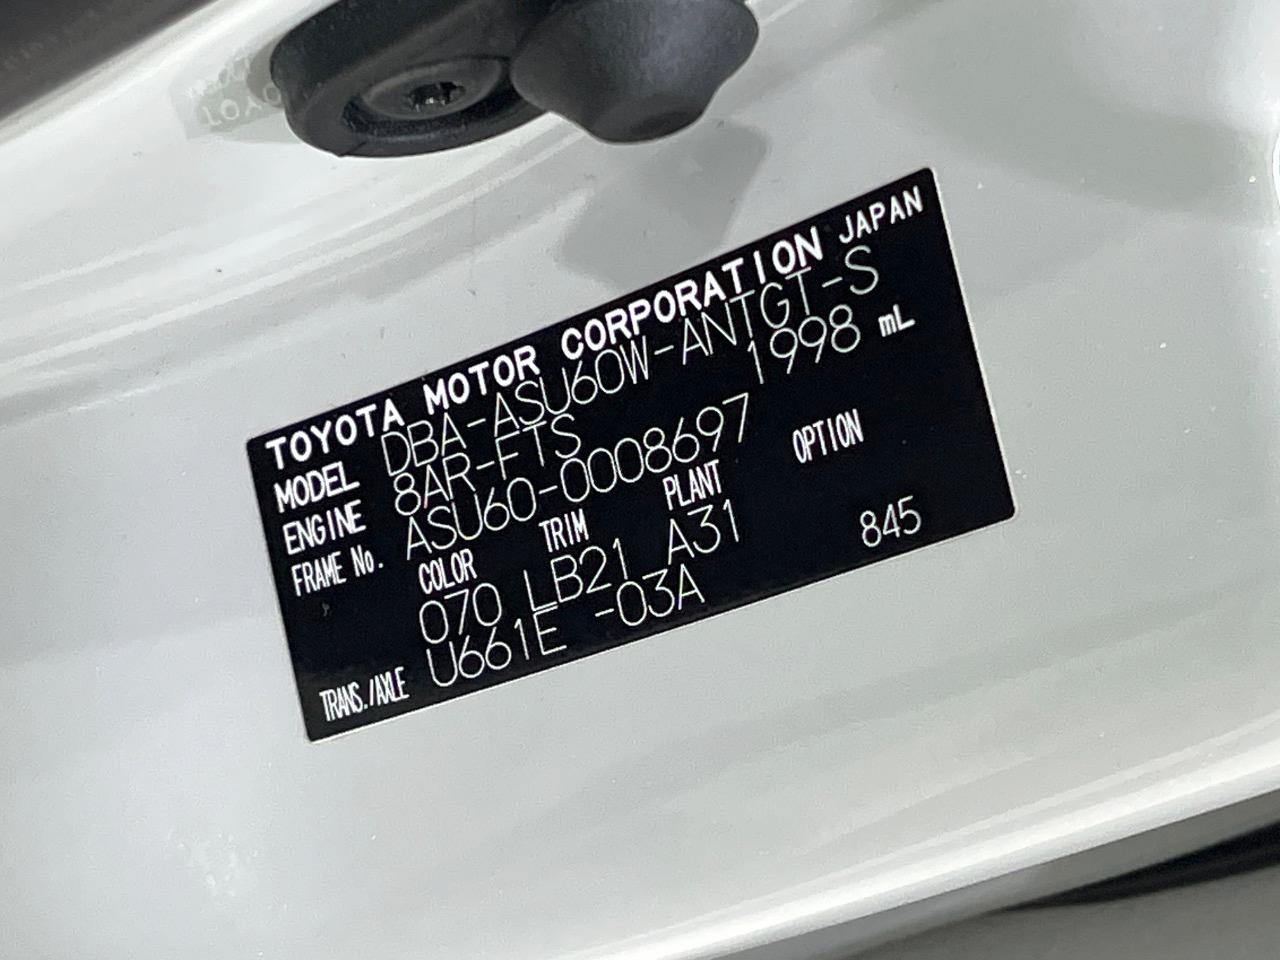 TOYOTA MOTOR CORPORATION JAPAN
MODEL DBA-ASU60W-ANTGT-S
ENGINE 8AR-FTS 1998 mL
FRAME No. ASU60-0008697
COLOR TRIM PLANT OPTION
070 LB21 A31 845
TRANS./AXLE U661E -03A